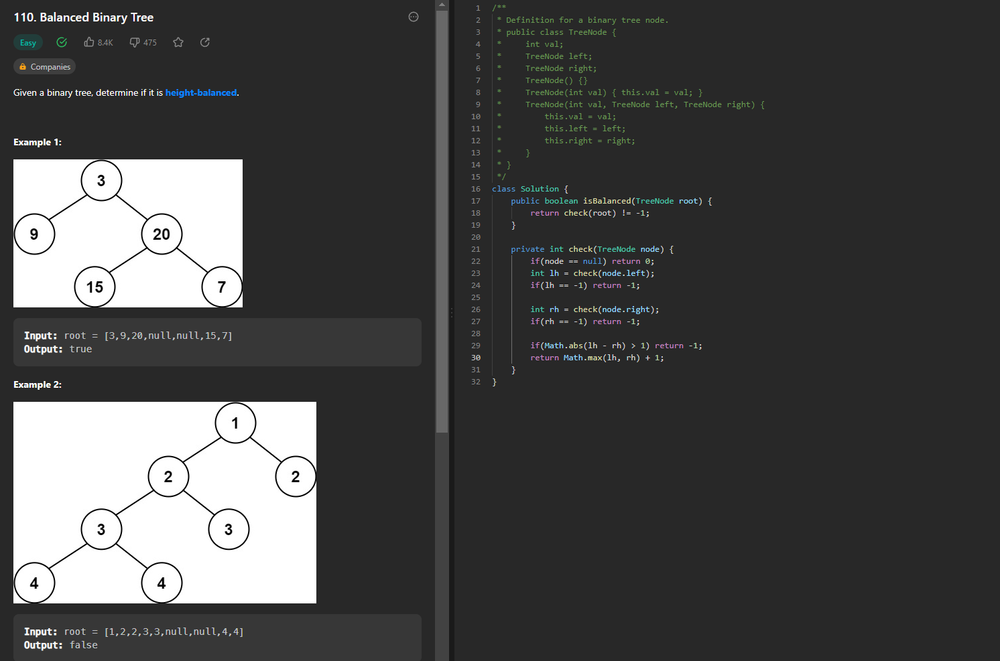 110. Balanced Binary Tree
Easy 8.4K 475
Companies
Given a binary tree, determine if it is height-balanced.
Example 1:
3
9 20
15 7
Input: root = [3,9,20,null,null,15,7]
Output: true
Example 2:
1
2 2
3 3
4 4
Input: root = [1,2,2,3,3,null,null,4,4]
Output: false
1 /**
2 * Definition for a binary tree node.
3 * public class TreeNode {
4 *     int val;
5 *     TreeNode left;
6 *     TreeNode right;
7 *     TreeNode() {}
8 *     TreeNode(int val) { this.val = val; }
9 *     TreeNode(int val, TreeNode left, TreeNode right) {
10 *         this.val = val;
11 *         this.left = left;
12 *         this.right = right;
13 *     }
14 * }
15 */
16 class Solution {
17     public boolean isBalanced(TreeNode root) {
18         return check(root) != -1;
19     }
20
21     private int check(TreeNode node) {
22         if(node == null) return 0;
23         int lh = check(node.left);
24         if(lh == -1) return -1;
25
26         int rh = check(node.right);
27         if(rh == -1) return -1;
28
29         if(Math.abs(lh - rh) > 1) return -1;
30         return Math.max(lh, rh) + 1;
31     }
32 }